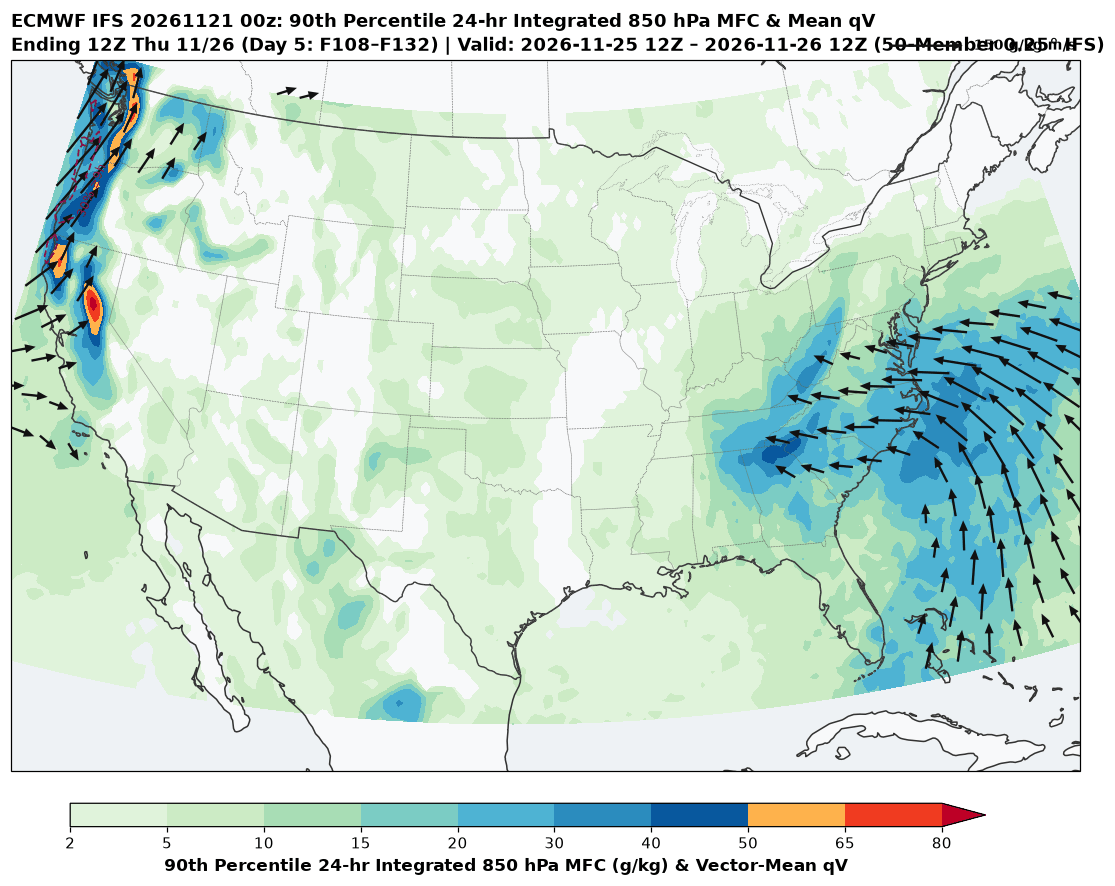 ECMWF IFS 20261121 00z: 90th Percentile 24-hr Integrated 850 hPa MFC & Mean qV
Ending 12Z Thu 11/26 (Day 5: F108–F132) | Valid: 2026-11-25 12Z – 2026-11-26 12Z (50-Member 0.25° IFS)
2 5 10 15 20 30 40 50 65 80
90th Percentile 24-hr Integrated 850 hPa MFC (g/kg) & Vector-Mean qV